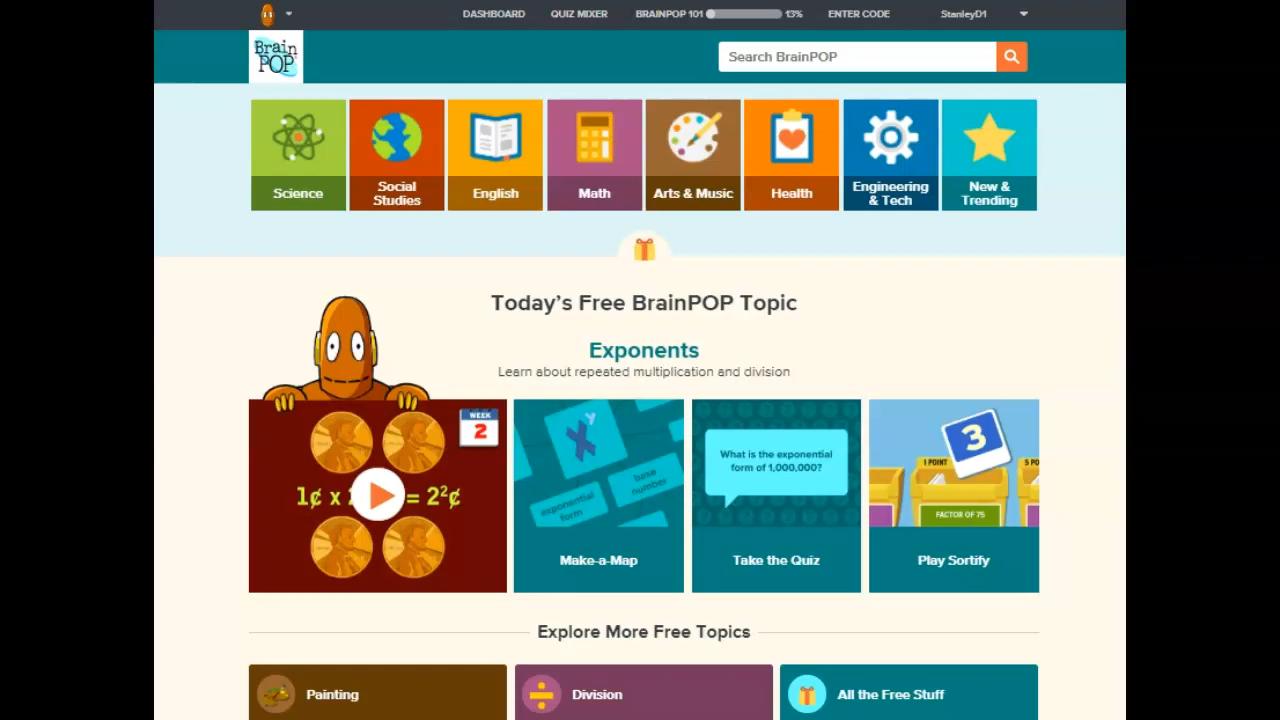 DASHBOARD QUIZ MIXER BRAINPOP 101 13% ENTER CODE StanleyD1
Brain POP
Search BrainPOP
Science
Social Studies
English
Math
Arts & Music
Health
Engineering & Tech
New & Trending
Today's Free BrainPOP Topic
Exponents
Learn about repeated multiplication and division
WEEK
2
1¢ x
= 2²¢
x y
exponential form
base number
Make-a-Map
What is the exponential
form of 1,000,000?
Take the Quiz
3
1 POINT
5 PO
FACTOR OF 75
Play Sortify
Explore More Free Topics
Painting
Division
All the Free Stuff